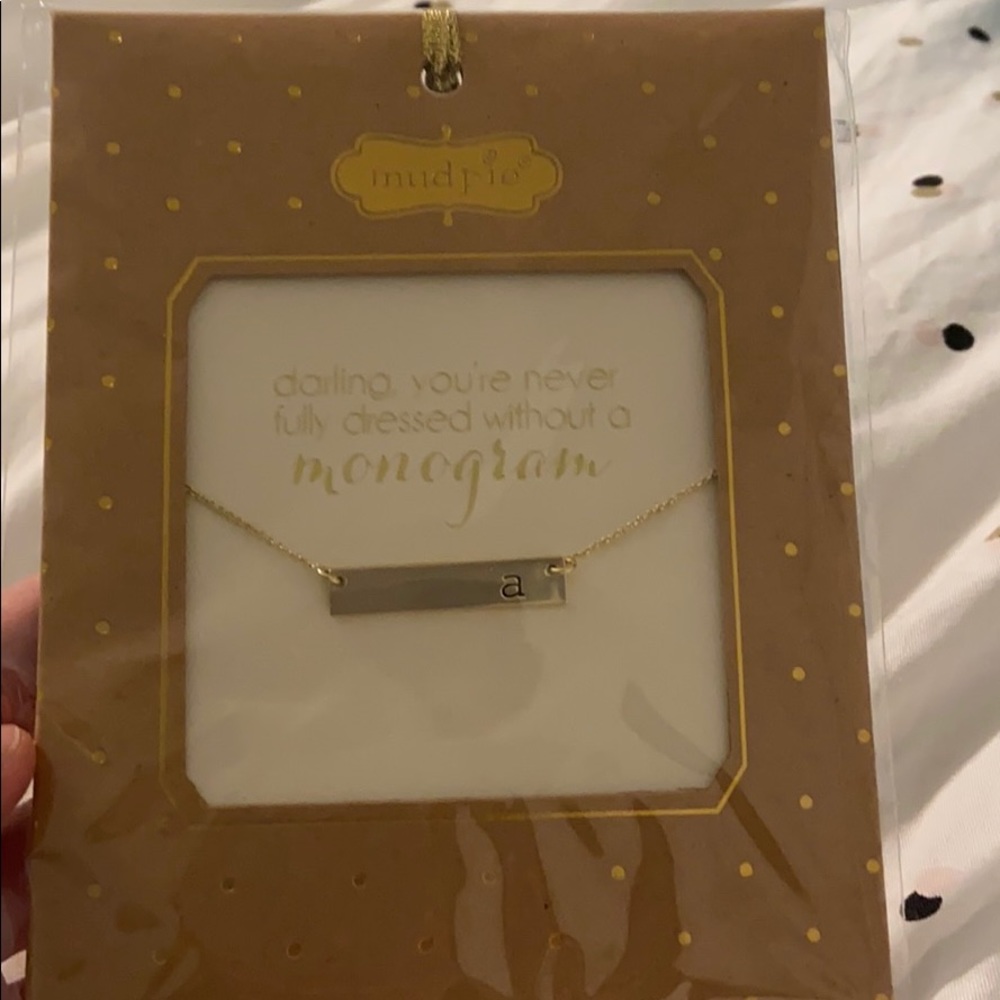 mudpie
darling, you're never
fully dressed without a
monogram
a